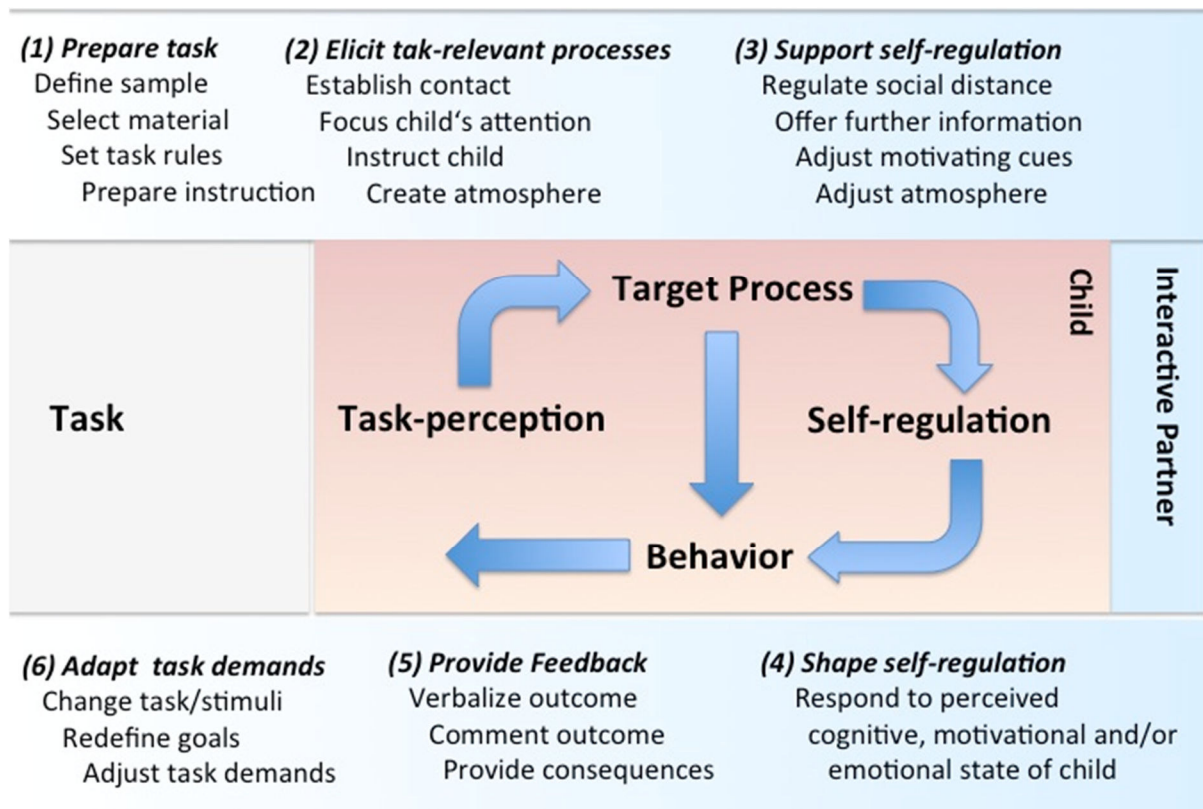 (1) Prepare task
Define sample
Select material
Set task rules
Prepare instruction
(2) Elicit tak-relevant processes
Establish contact
Focus child‘s attention
Instruct child
Create atmosphere
(3) Support self-regulation
Regulate social distance
Offer further information
Adjust motivating cues
Adjust atmosphere
Task
Task-perception
Target Process
Self-regulation
Behavior
Child
Interactive Partner
(6) Adapt  task demands
Change task/stimuli
Redefine goals
Adjust task demands
(5) Provide Feedback
Verbalize outcome
Comment outcome
Provide consequences
(4) Shape self-regulation
Respond to perceived
cognitive, motivational and/or
emotional state of child